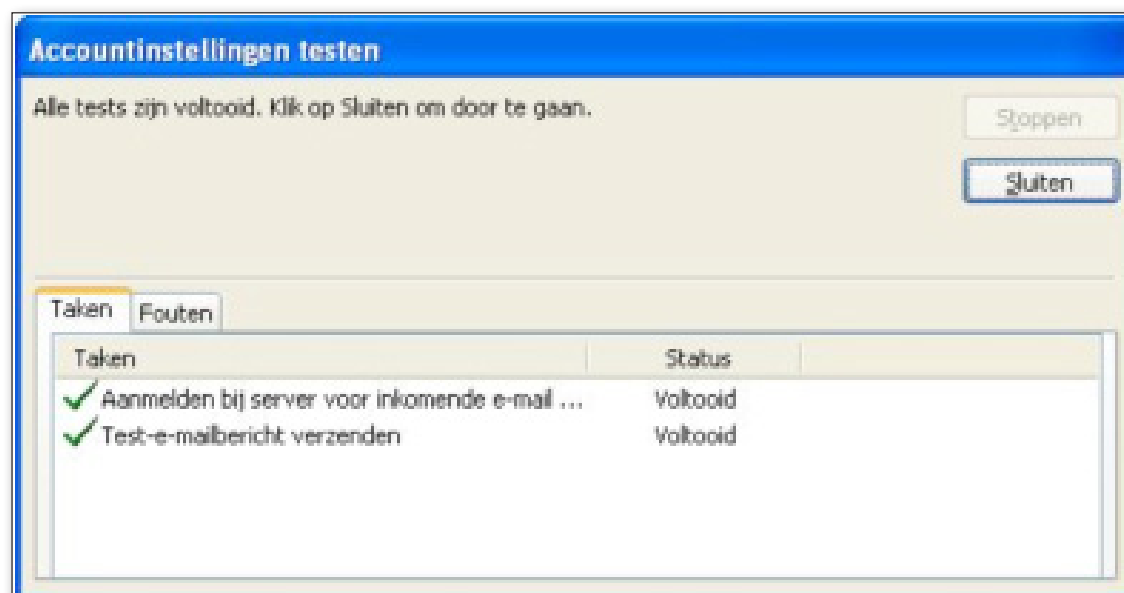 Accountinstellingen testen
Alle tests zijn voltooid. Klik op Sluiten om door te gaan.
Stoppen
Sluiten
Taken Fouten
Taken Status
Aanmelden bij server voor inkomende e-mail ... Voltooid
Test-e-mailbericht verzenden Voltooid